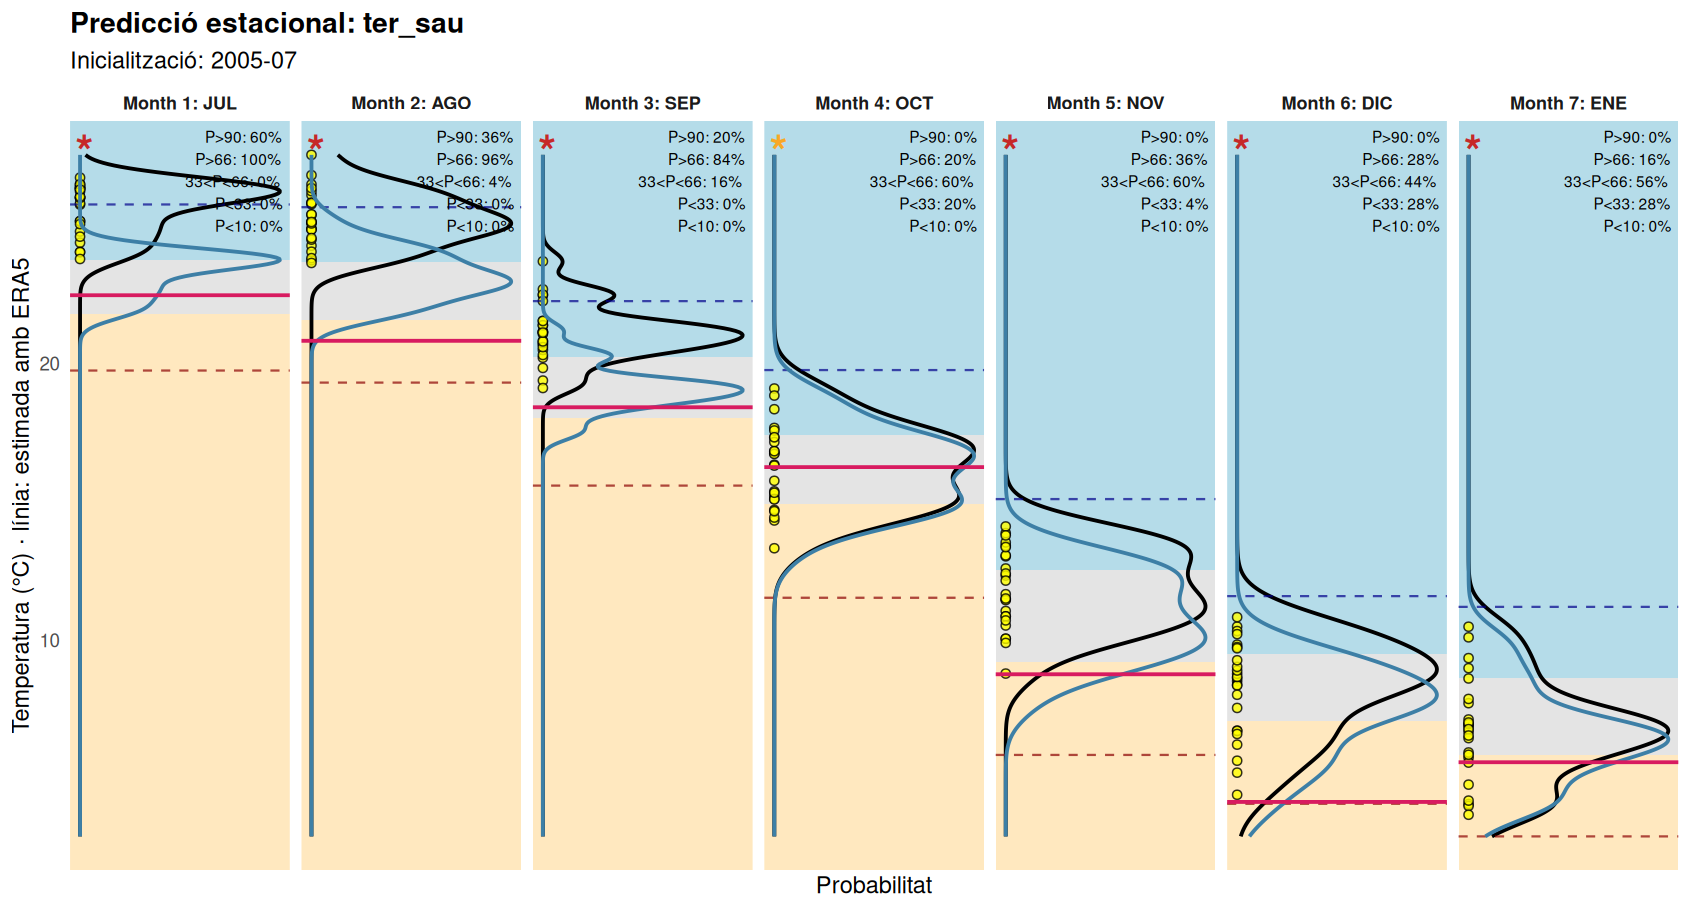 Predicció estacional: ter_sau
Inicialització: 2005-07
Month 1: JUL
Month 2: AGO
Month 3: SEP
Month 4: OCT
Month 5: NOV
Month 6: DIC
Month 7: ENE
P>90: 60%
P>66: 100%
33<P<66: 0%
P<33: 0%
P<10: 0%
P>90: 36%
P>66: 96%
33<P<66: 4%
P<33: 0%
P<10: 0%
P>90: 20%
P>66: 84%
33<P<66: 16%
P<33: 0%
P<10: 0%
P>90: 0%
P>66: 20%
33<P<66: 60%
P<33: 20%
P<10: 0%
P>90: 0%
P>66: 36%
33<P<66: 60%
P<33: 4%
P<10: 0%
P>90: 0%
P>66: 28%
33<P<66: 44%
P<33: 28%
P<10: 0%
P>90: 0%
P>66: 16%
33<P<66: 56%
P<33: 28%
P<10: 0%
Temperatura (°C) · línia: estimada amb ERA5
20
10
Probabilitat